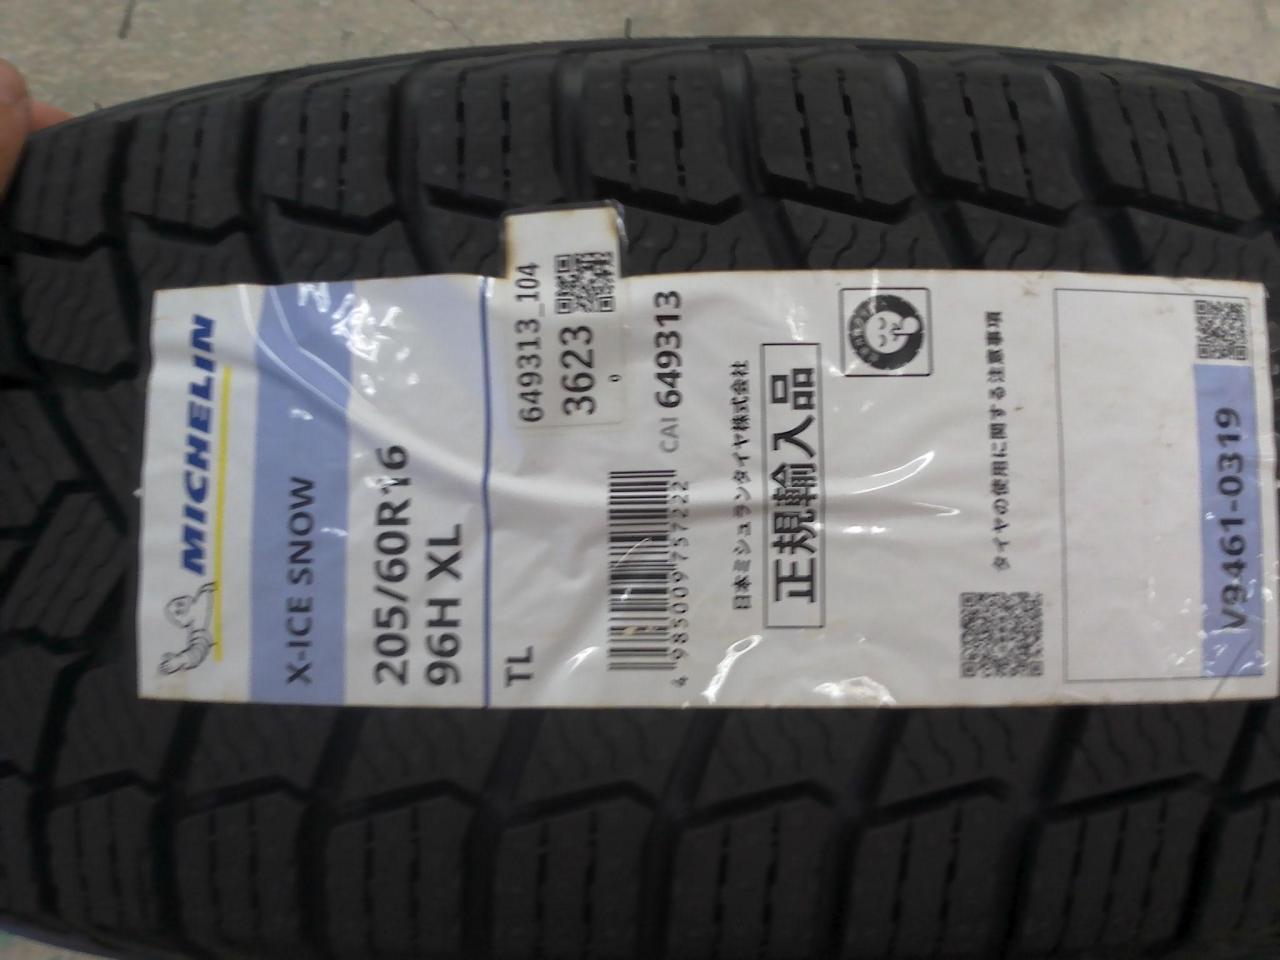 MICHELIN
X-ICE SNOW
205/60R16
96H XL
TL
649313_104
3623
0
4 985009 757222
CAI 649313
日本ミシュランタイヤ株式会社
正規輸入品
タイヤの使用に関する注意事項
V9461-0319